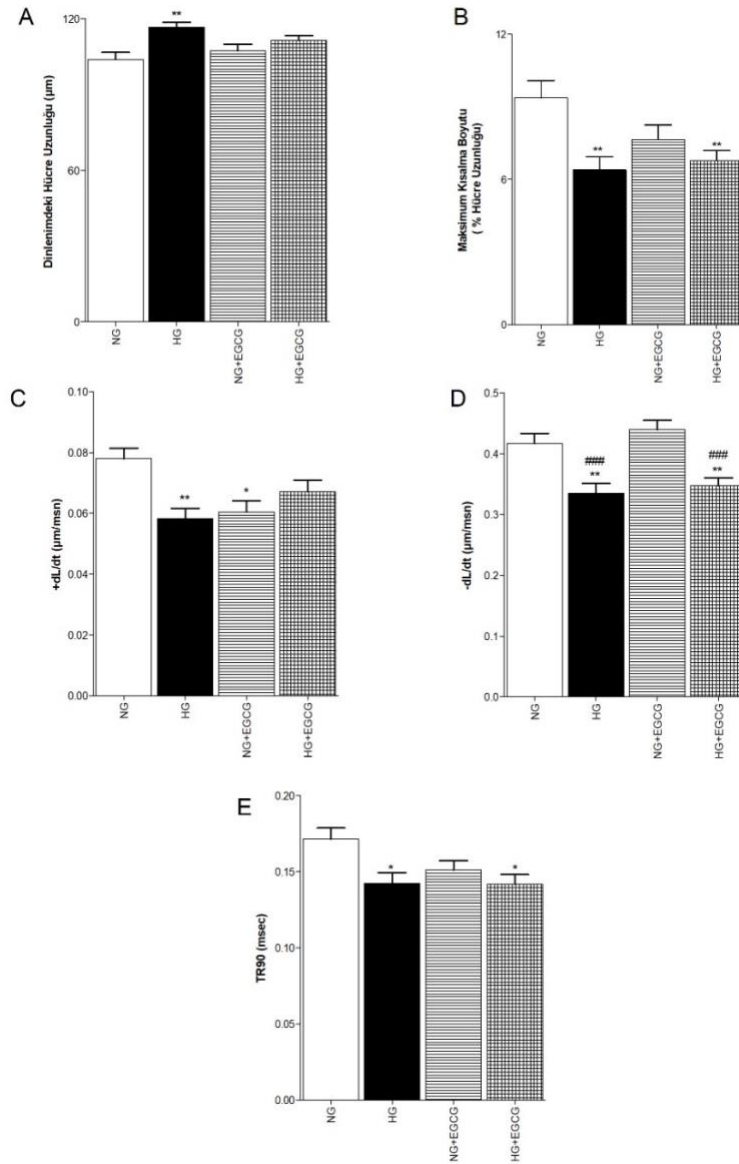 A
Dinlenimdeki Hücre Uzunluğu (µm)
120
60
0
**
NG
HG
NG+EGCG
HG+EGCG
B
Maksimum Kısalma Boyutu
( % Hücre Uzunluğu)
12
6
0
**
**
NG
HG
NG+EGCG
HG+EGCG
C
+dL/dt (µm/msn)
0.10
0.08
0.06
0.04
0.02
0.00
**
*
NG
HG
NG+EGCG
HG+EGCG
D
-dL/dt (µm/msn)
0.5
0.4
0.3
0.2
0.1
0.0
###
**
###
**
NG
HG
NG+EGCG
HG+EGCG
E
TR90 (msec)
0.20
0.15
0.10
0.05
0.00
*
*
NG
HG
NG+EGCG
HG+EGCG